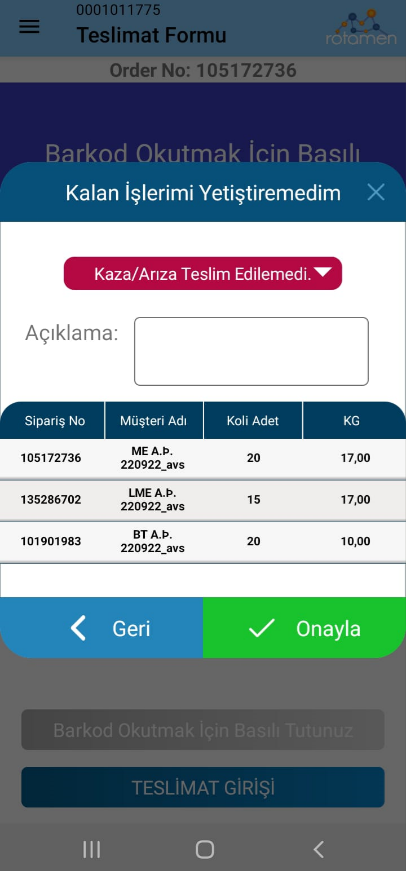 0001011775
Teslimat Formu
rotamen
Order No: 105172736
Barkod Okutmak İçin Basılı
Kalan İşlerimi Yetiştiremedim
Kaza/Arıza Teslim Edilemedi.
Açıklama:
Sipariş No Müşteri Adı Koli Adet KG
105172736 ME A.Þ. 220922_avs 20 17,00
135286702 LME A.Þ. 220922_avs 15 17,00
101901983 BT A.Þ. 220922_avs 20 10,00
Geri Onayla
Barkod Okutmak İçin Basılı Tutunuz
TESLİMAT GİRİŞİ